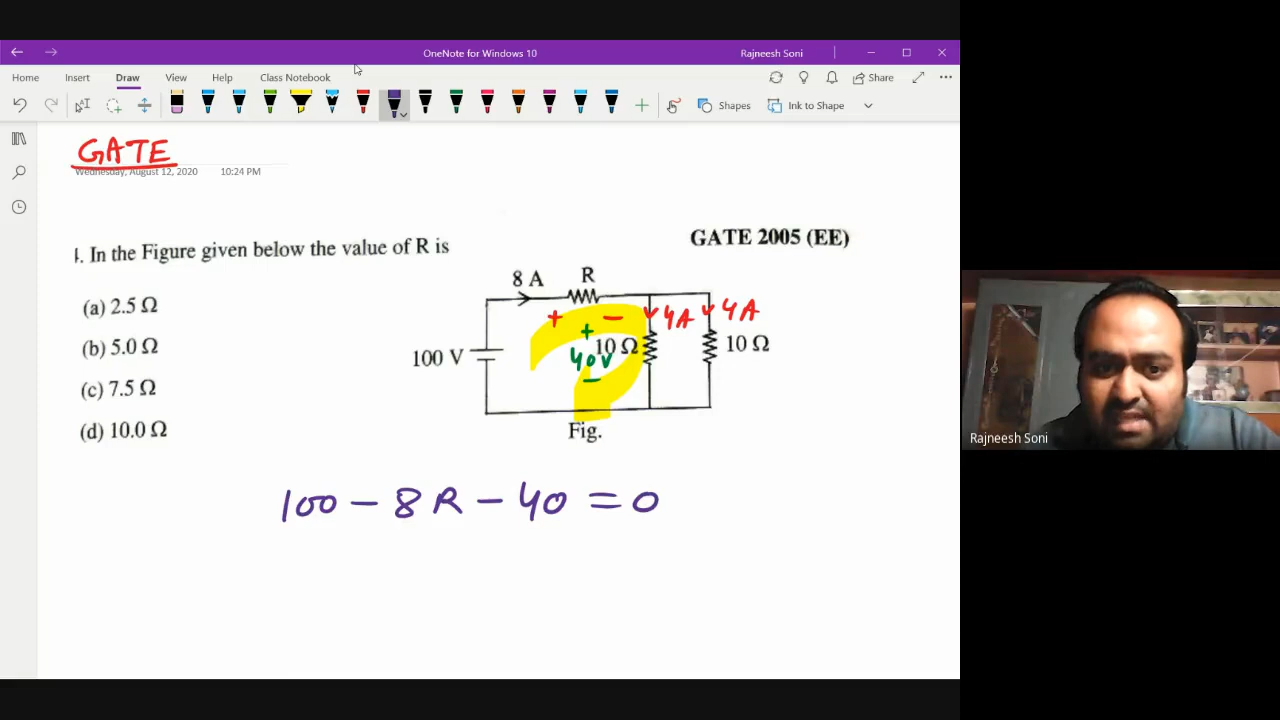 OneNote for Windows 10
Rajneesh Soni
Home Insert Draw View Help Class Notebook
Share
Shapes
Ink to Shape
GATE
Wednesday, August 12, 2020 10:24 PM
1. In the Figure given below the value of R is
GATE 2005 (EE)
(a) 2.5 Ω
(b) 5.0 Ω
(c) 7.5 Ω
(d) 10.0 Ω
8 A
R
+ −
4A
4A
+
100 V
40V
10 Ω
10 Ω
−
Fig.
100 − 8R − 40 = 0
Rajneesh Soni